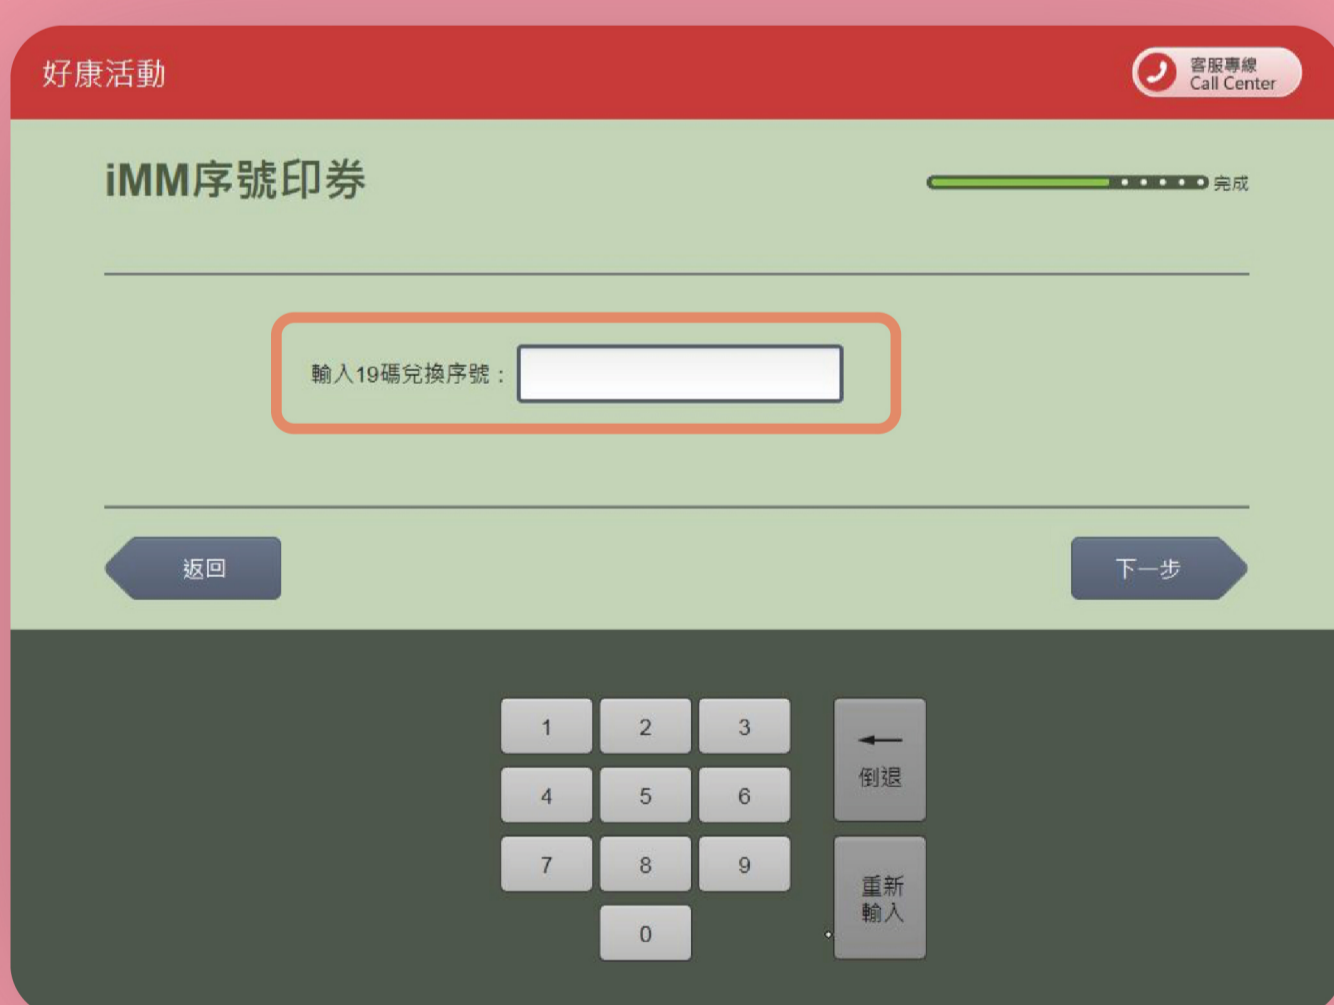 好康活動
客服專線
Call Center
iMM序號印券
完成
輸入19碼兌換序號：
返回
下一步
1 2 3
倒退
4 5 6
7 8 9
重新
輸入
0